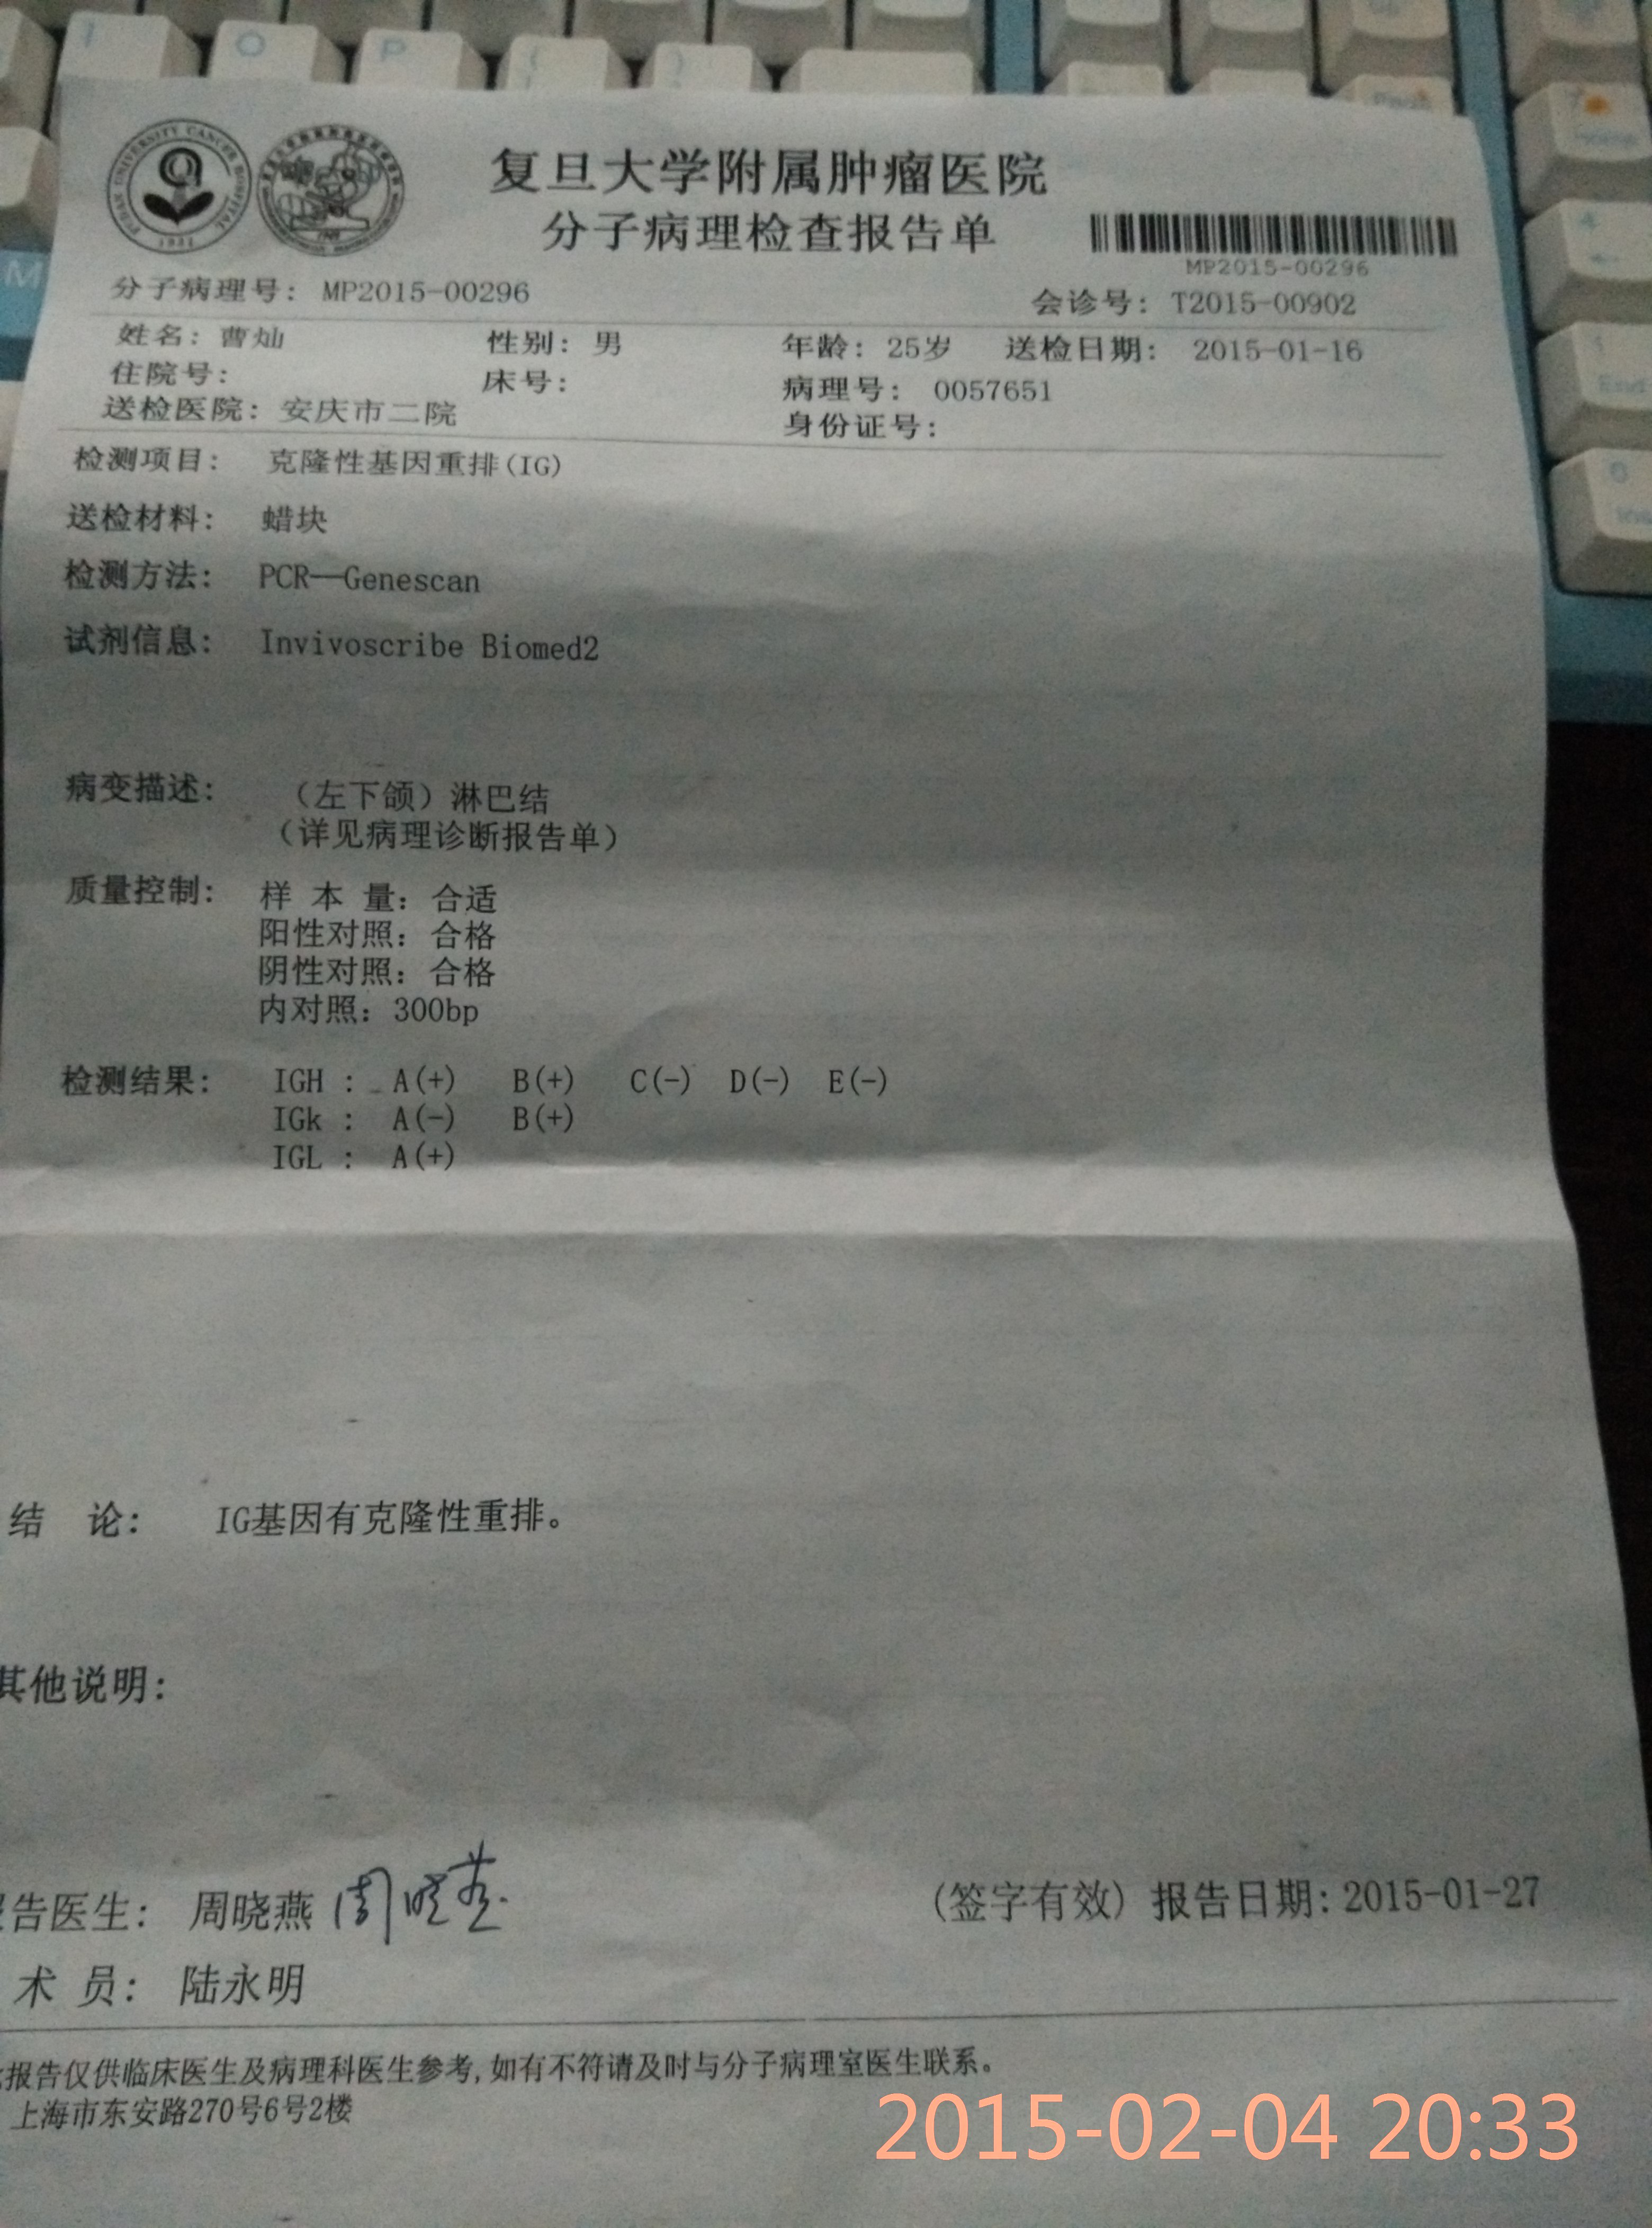 复旦大学附属肿瘤医院
分子病理检查报告单
MP2015-00296
分子病理号: MP2015-00296 会诊号: T2015-00902
姓名: 曹灿 性别: 男 年龄: 25岁 送检日期: 2015-01-16
住院号: 床号: 病理号: 0057651
送检医院: 安庆市二院 身份证号:
检测项目: 克隆性基因重排(IG)
送检材料: 蜡块
检测方法: PCR—Genescan
试剂信息: Invivoscribe Biomed2
病变描述: （左下颌）淋巴结
（详见病理诊断报告单）
质量控制: 样 本 量: 合适
阳性对照: 合格
阴性对照: 合格
内对照: 300bp
检测结果: IGH : A(+) B(+) C(-) D(-) E(-)
IGk : A(-) B(+)
IGL : A(+)
结 论: IG基因有克隆性重排。
其他说明:
告医生: 周晓燕 周晓燕 (签字有效) 报告日期: 2015-01-27
术 员: 陆永明
报告仅供临床医生及病理科医生参考,如有不符请及时与分子病理室医生联系。
上海市东安路270号6号2楼
2015-02-04 20:33